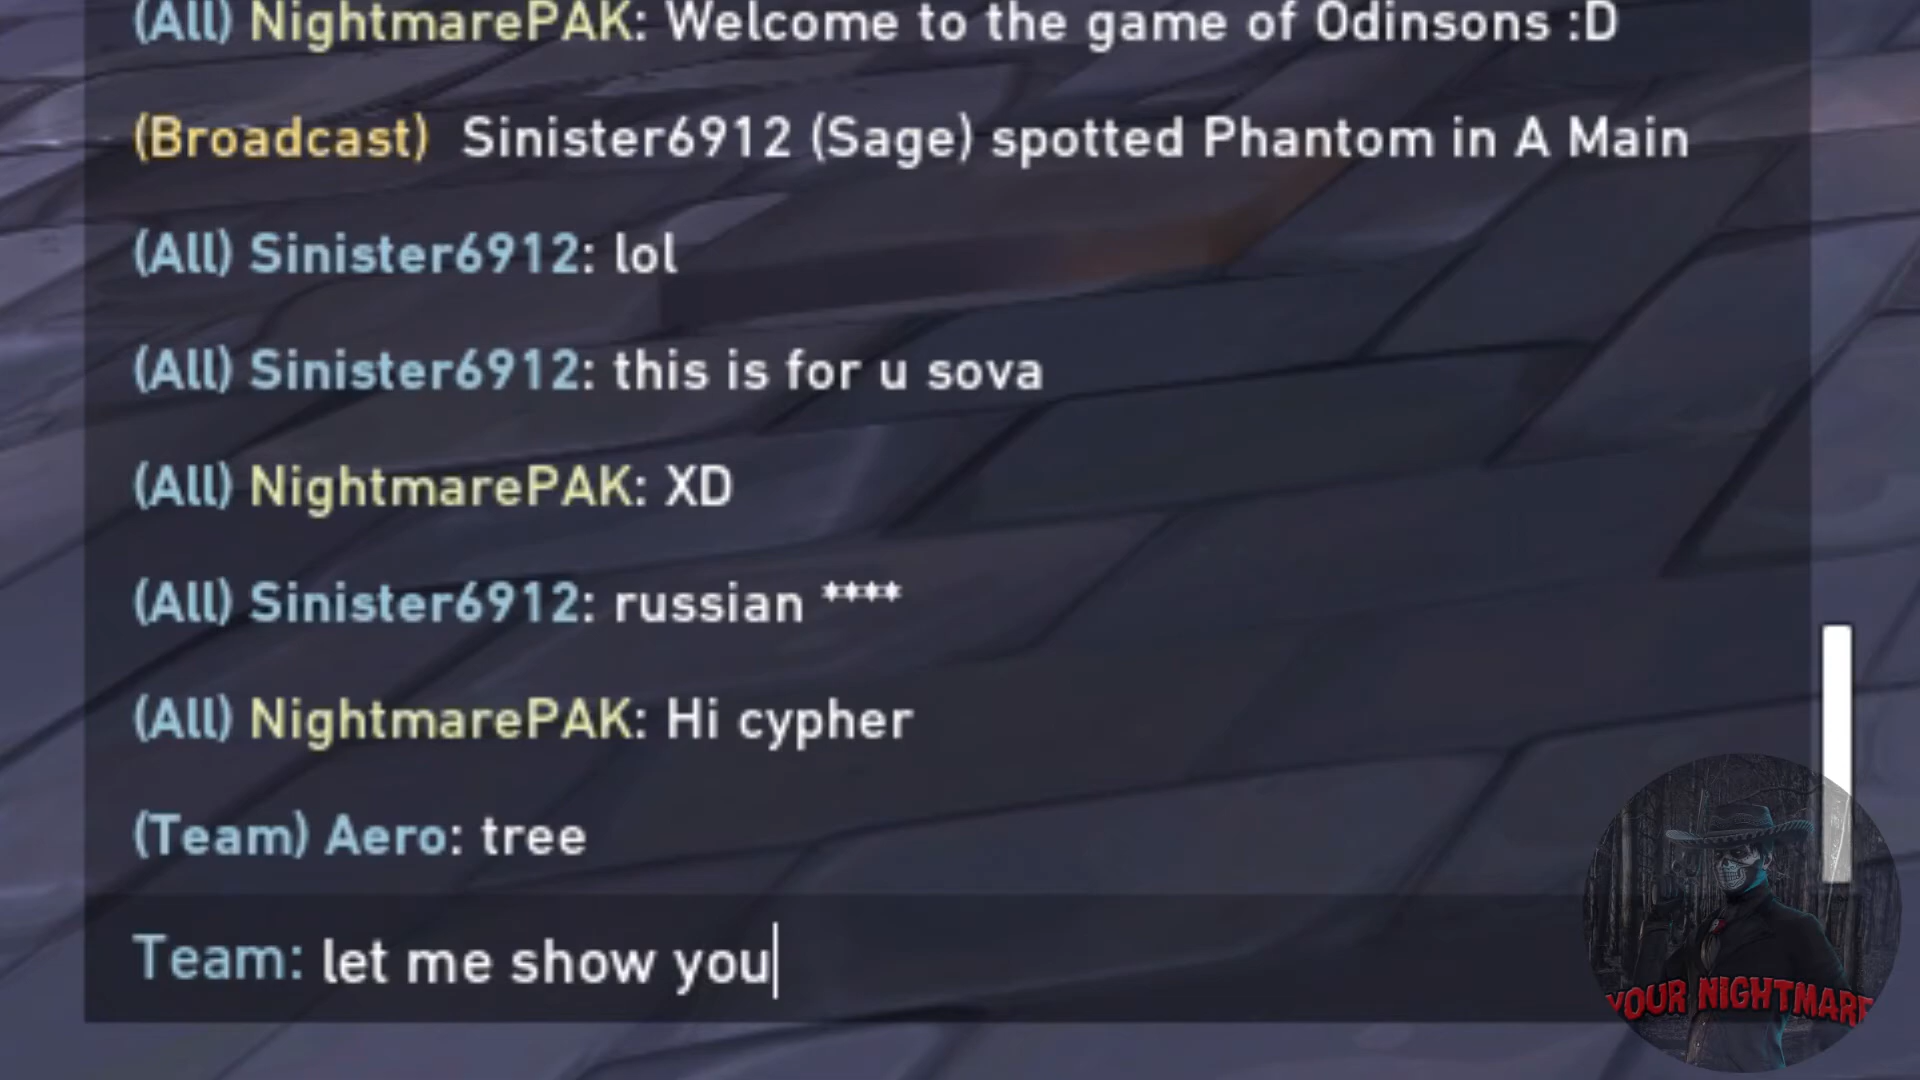 (All) NightmarePAK: Welcome to the game of Odinsons :D
(Broadcast) Sinister6912 (Sage) spotted Phantom in A Main
(All) Sinister6912: lol
(All) Sinister6912: this is for u sova
(All) NightmarePAK: XD
(All) Sinister6912: russian ****
(All) NightmarePAK: Hi cypher
(Team) Aero: tree
Team: let me show you
YOUR NIGHTMARE